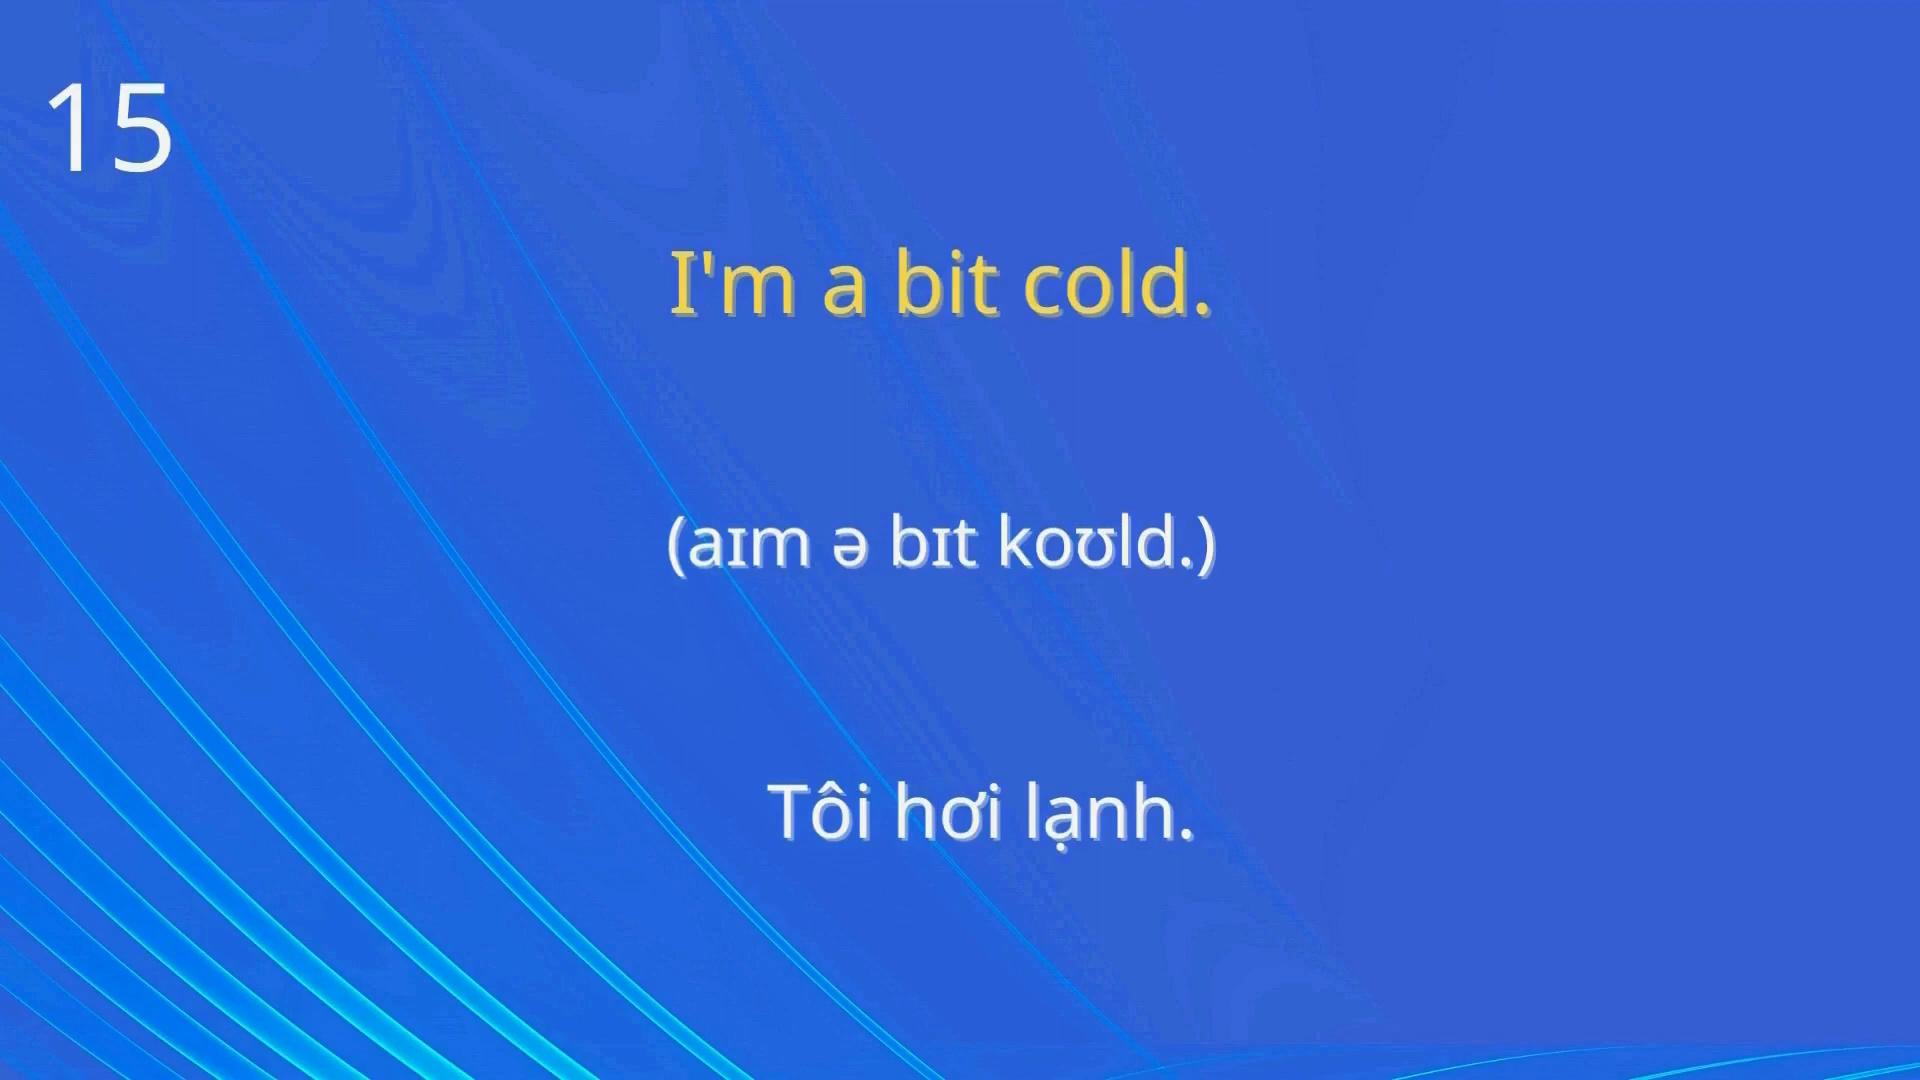 15
I'm a bit cold.
(aɪm ə bɪt koʊld.)
Tôi hơi lạnh.